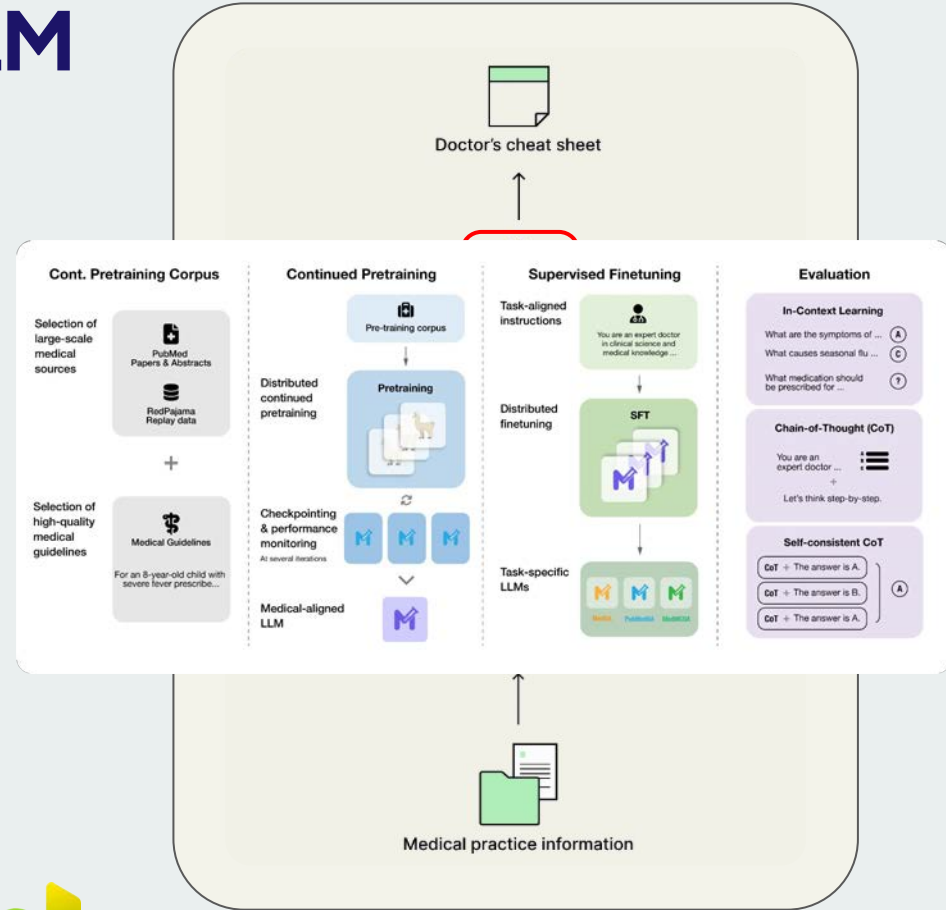 M
Doctor's cheat sheet
Cont. Pretraining Corpus
Selection of
large-scale
medical
sources
PubMed
Papers & Abstracts
RedPajama
Replay data
+
Selection of
high-quality
medical
guidelines
Medical Guidelines
For an 8-year-old child with
severe fever prescribe...
Continued Pretraining
Pre-training corpus
Distributed
continued
pretraining
Pretraining
Checkpointing
& performance
monitoring
At several iterations
Medical-aligned
LLM
Supervised Finetuning
Task-aligned
instructions
You are an expert doctor
in clinical science and
medical knowledge ...
Distributed
finetuning
SFT
Task-specific
LLMs
Evaluation
In-Context Learning
What are the symptoms of ... A
What causes seasonal flu ... C
What medication should
be prescribed for ... ?
Chain-of-Thought (CoT)
You are an
expert doctor ...
+
Let's think step-by-step.
Self-consistent CoT
CoT + The answer is A.
CoT + The answer is B.
CoT + The answer is A.
A
Medical practice information